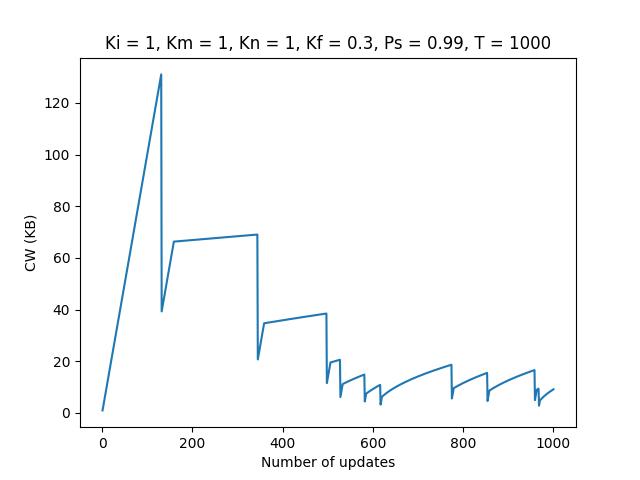 Ki = 1, Km = 1, Kn = 1, Kf = 0.3, Ps = 0.99, T = 1000
120
100
80
60
40
20
0
CW (KB)
0 200 400 600 800 1000
Number of updates